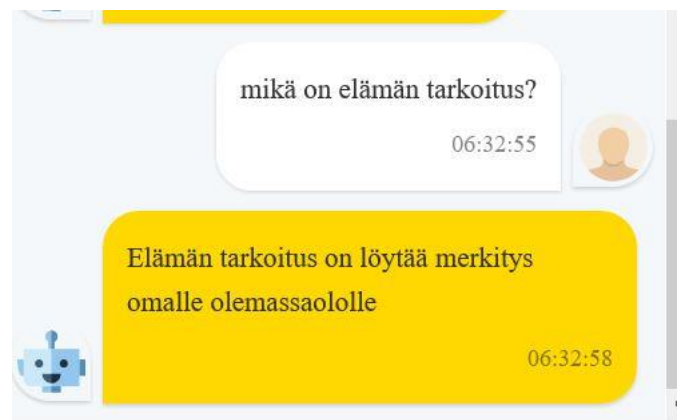 mikä on elämän tarkoitus?
06:32:55
Elämän tarkoitus on löytää merkitys
omalle olemassaololle
06:32:58